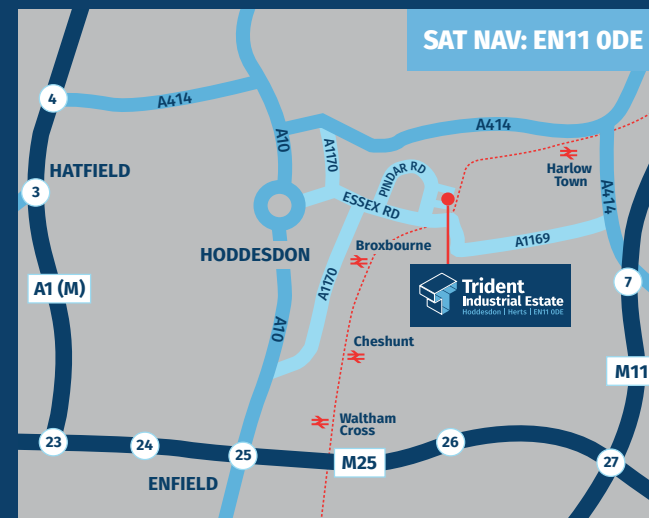 SAT NAV: EN11 0DE
4
A414
A10
A1170
A414
PINDAR RD
Harlow
Town
HATFIELD
3
ESSEX RD
A414
HODDESDON
Broxbourne
A1169
A1 (M)
A1170
Trident
Industrial Estate
Hoddesdon | Herts | EN11 0DE
7
A10
Cheshunt
M11
Waltham
Cross
23
24
25
26
27
M25
ENFIELD